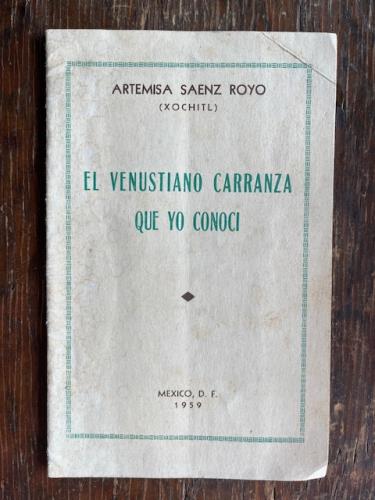 ARTEMISA SAENZ ROYO
(XOCHITL)
EL VENUSTIANO CARRANZA
QUE YO CONOCI
MEXICO, D. F.
1959